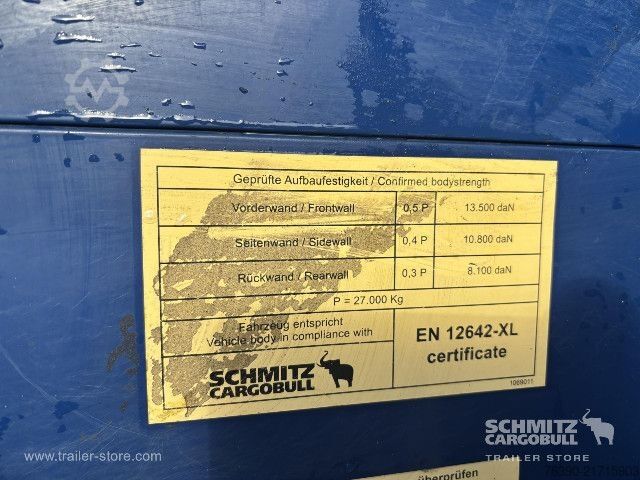 Geprüfte Aufbaufestigkeit / Confirmed bodystrength
Vorderwand / Frontwall 0,5 P 13.500 daN
Seitenwand / Sidewall 0,4 P 10.800 daN
Rückwand / Rearwall 0,3 P 8.100 daN
P = 27.000 Kg
Fahrzeug entspricht
Vehicle body in compliance with
EN 12642-XL
certificate
SCHMITZ
CARGOBULL
1069011
SCHMITZ
CARGOBULL
TRAILER STORE
www.trailer-store.com
überprüfen